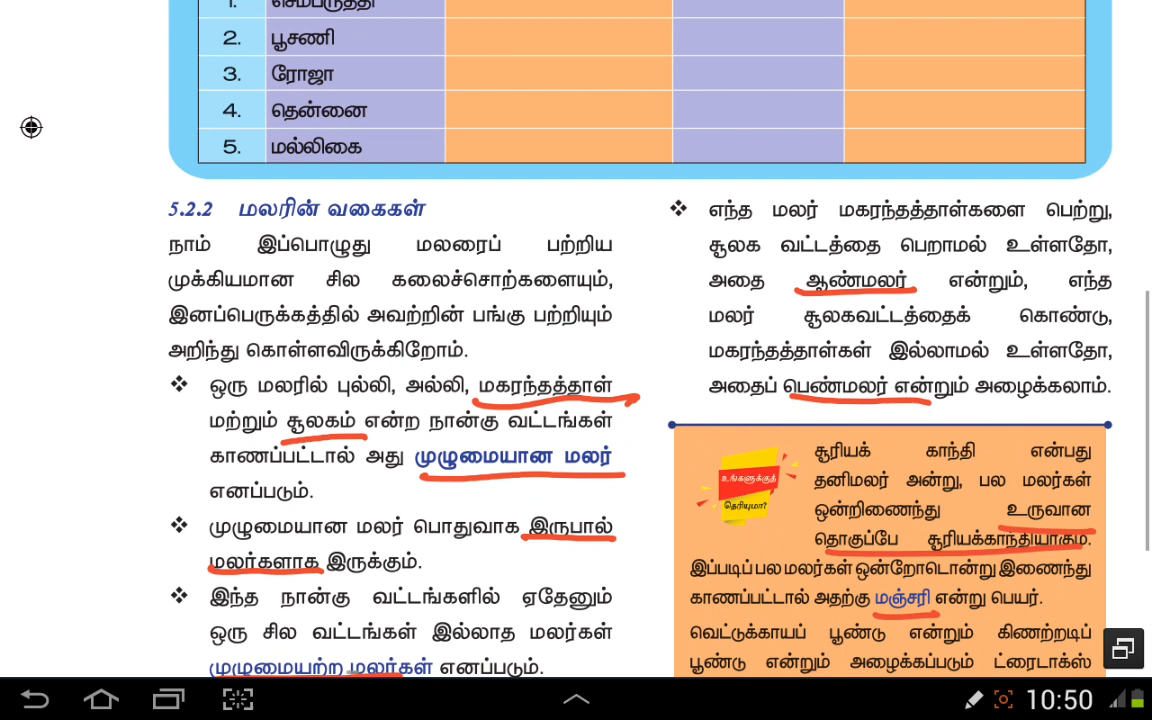 1. செம்பருத்தி
2. பூசணி
3. ரோஜா
4. தென்னை
5. மல்லிகை
5.2.2 மலரின் வகைகள்
நாம் இப்பொழுது மலரைப் பற்றிய
முக்கியமான சில கலைச்சொற்களையும்,
இனப்பெருக்கத்தில் அவற்றின் பங்கு பற்றியும்
அறிந்து கொள்ளவிருக்கிறோம்.
❖ ஒரு மலரில் புல்லி, அல்லி, மகரந்தத்தாள்
மற்றும் சூலகம் என்ற நான்கு வட்டங்கள்
காணப்பட்டால் அது முழுமையான மலர்
எனப்படும்.
❖ முழுமையான மலர் பொதுவாக இருபால்
மலர்களாக இருக்கும்.
❖ இந்த நான்கு வட்டங்களில் ஏதேனும்
ஒரு சில வட்டங்கள் இல்லாத மலர்கள்
முழுமையற்ற மலர்கள் எனப்படும்.
❖ எந்த மலர் மகரந்தத்தாள்களை பெற்று,
சூலக வட்டத்தை பெறாமல் உள்ளதோ,
அதை ஆண்மலர் என்றும், எந்த
மலர் சூலகவட்டத்தைக் கொண்டு,
மகரந்தத்தாள்கள் இல்லாமல் உள்ளதோ,
அதைப் பெண்மலர் என்றும் அழைக்கலாம்.
உங்களுக்குத்
தெரியுமா?
சூரியக் காந்தி என்பது
தனிமலர் அன்று, பல மலர்கள்
ஒன்றிணைந்து உருவான
தொகுப்பே சூரியக்காந்தியாகும்.
இப்படிப் பல மலர்கள் ஒன்றோடொன்று இணைந்து
காணப்பட்டால் அதற்கு மஞ்சரி என்று பெயர்.
வெட்டுக்காயப் பூண்டு என்றும் கிணற்றடிப்
பூண்டு என்றும் அழைக்கப்படும் ட்ரைடாக்ஸ்
10:50